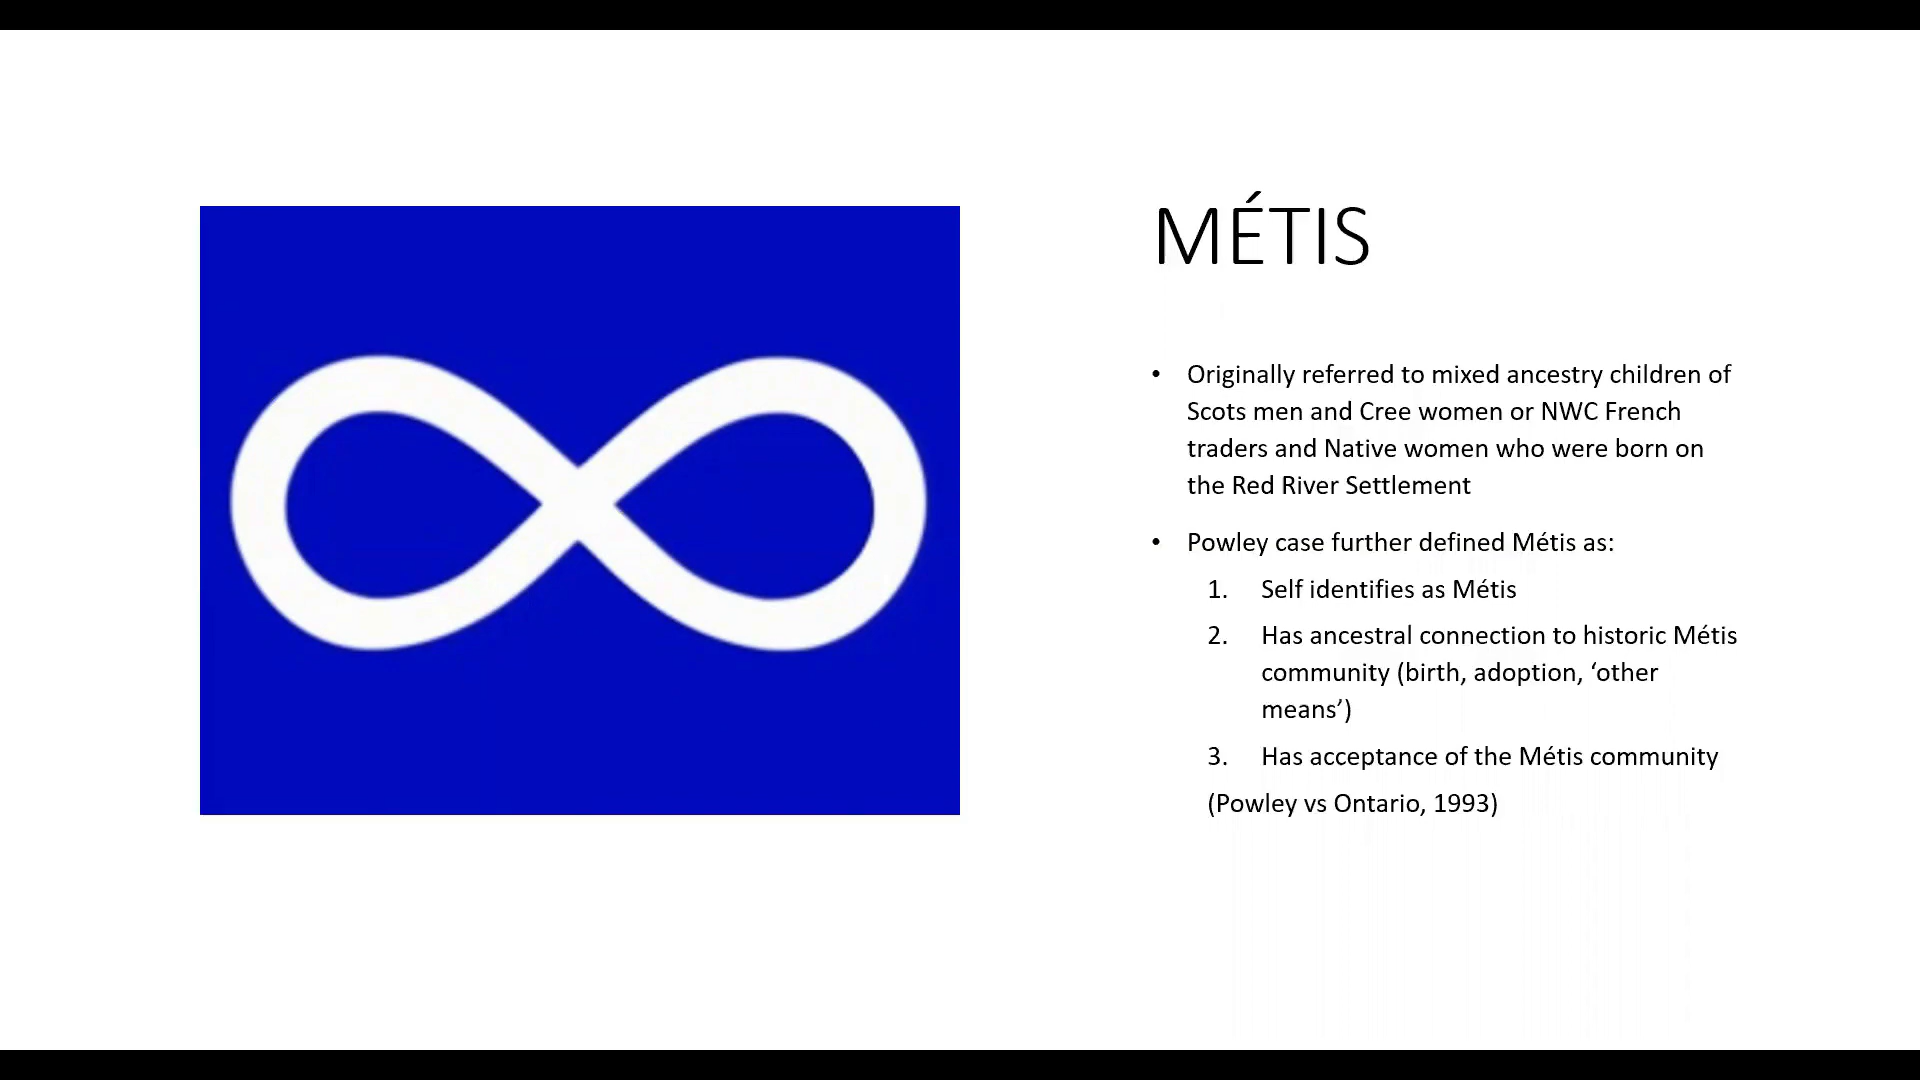 MÉTIS
• Originally referred to mixed ancestry children of
Scots men and Cree women or NWC French
traders and Native women who were born on
the Red River Settlement
• Powley case further defined Métis as:
1. Self identifies as Métis
2. Has ancestral connection to historic Métis
community (birth, adoption, ‘other
means’)
3. Has acceptance of the Métis community
(Powley vs Ontario, 1993)